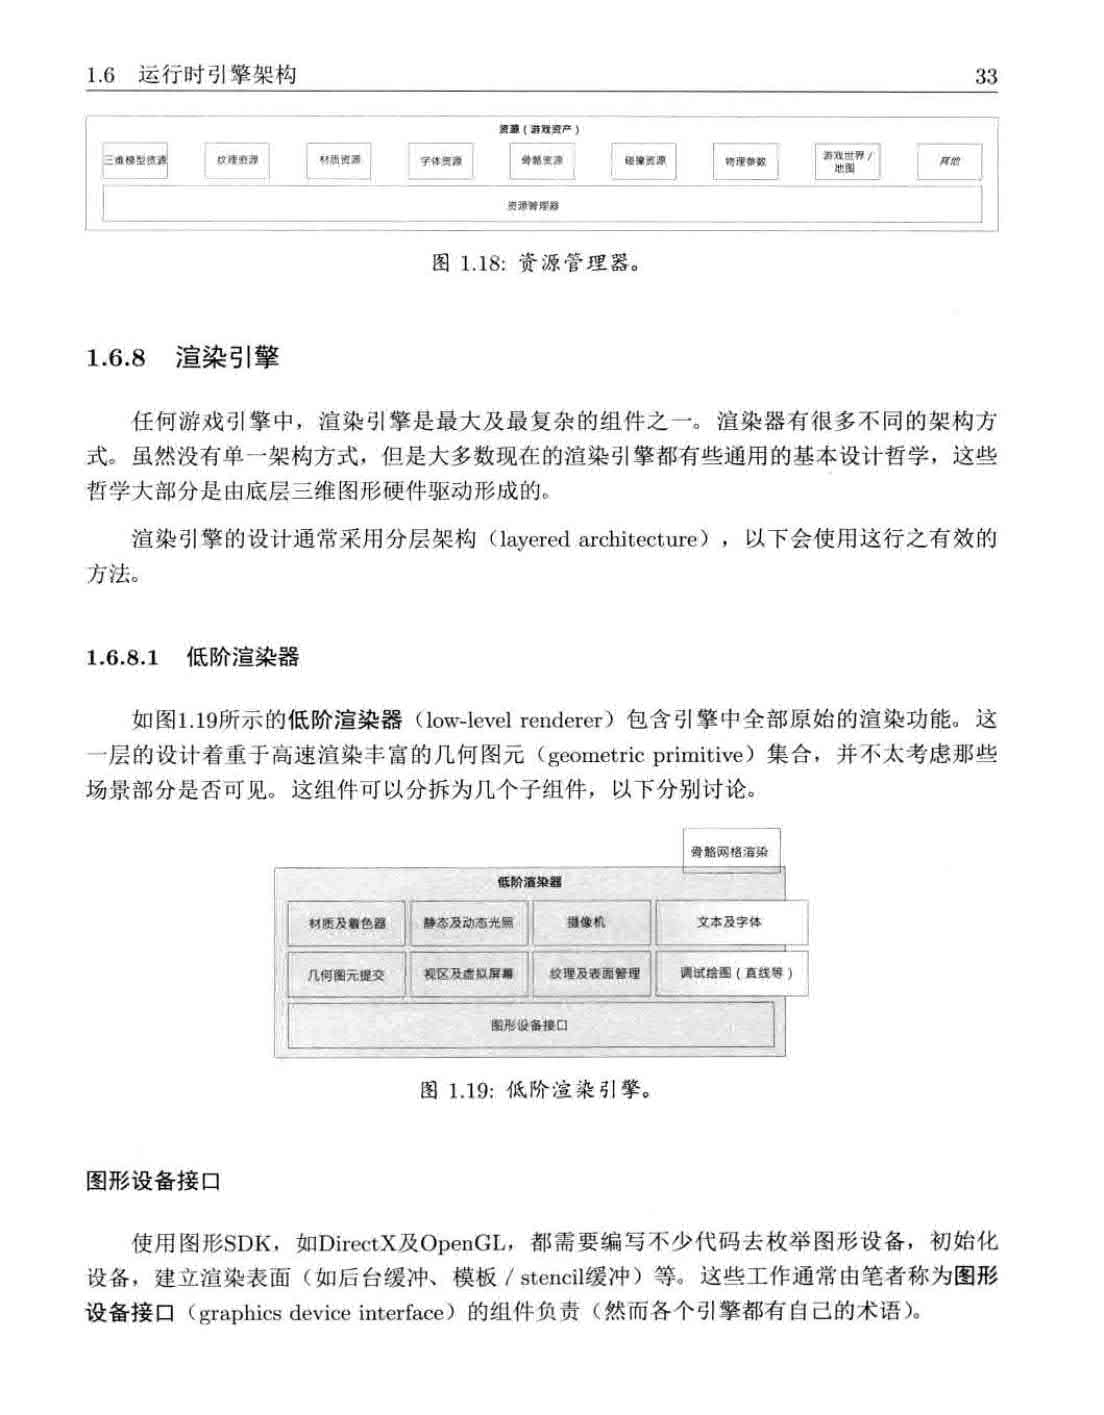 1.6 运行时引擎架构 33
资源（游戏资产）
三维模型资源 纹理资源 材质资源 字体资源 骨骼资源 碰撞资源 物理参数 游戏世界/地图 其他
资源管理器
图 1.18: 资源管理器。
1.6.8 渲染引擎
任何游戏引擎中，渲染引擎是最大及最复杂的组件之一。渲染器有很多不同的架构方
式。虽然没有单一架构方式，但是大多数现在的渲染引擎都有些通用的基本设计哲学，这些
哲学大部分是由底层三维图形硬件驱动形成的。
渲染引擎的设计通常采用分层架构（layered architecture），以下会使用这行之有效的
方法。
1.6.8.1 低阶渲染器
如图1.19所示的低阶渲染器（low-level renderer）包含引擎中全部原始的渲染功能。这
一层的设计着重于高速渲染丰富的几何图元（geometric primitive）集合，并不太考虑那些
场景部分是否可见。这组件可以分拆为几个子组件，以下分别讨论。
骨骼网格渲染
低阶渲染器
材质及着色器 静态及动态光照 摄像机 文本及字体
几何图元提交 视区及虚拟屏幕 纹理及表面管理 调试绘图（直线等）
图形设备接口
图 1.19: 低阶渲染引擎。
图形设备接口
使用图形SDK，如DirectX及OpenGL，都需要编写不少代码去枚举图形设备，初始化
设备，建立渲染表面（如后台缓冲、模板/stencil缓冲）等。这些工作通常由笔者称为图形
设备接口（graphics device interface）的组件负责（然而各个引擎都有自己的术语）。